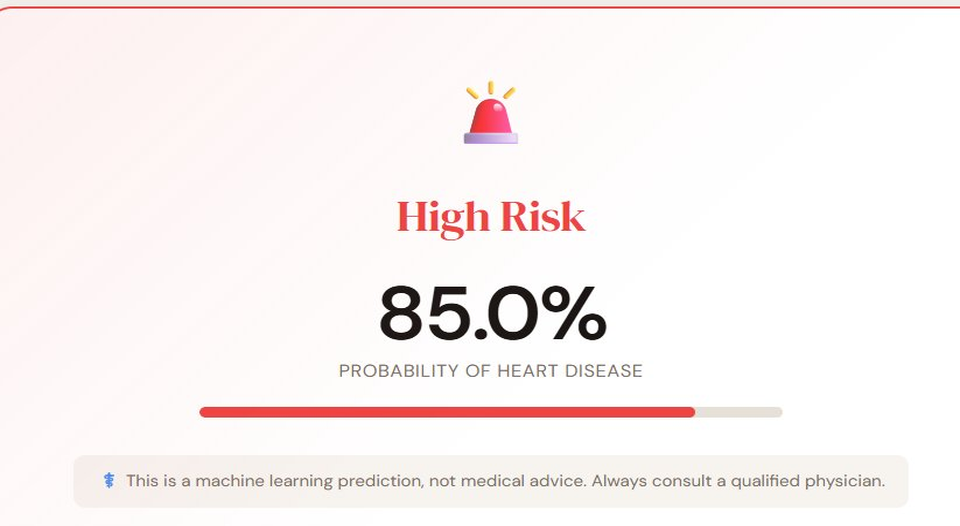 High Risk
85.0%
PROBABILITY OF HEART DISEASE
This is a machine learning prediction, not medical advice. Always consult a qualified physician.